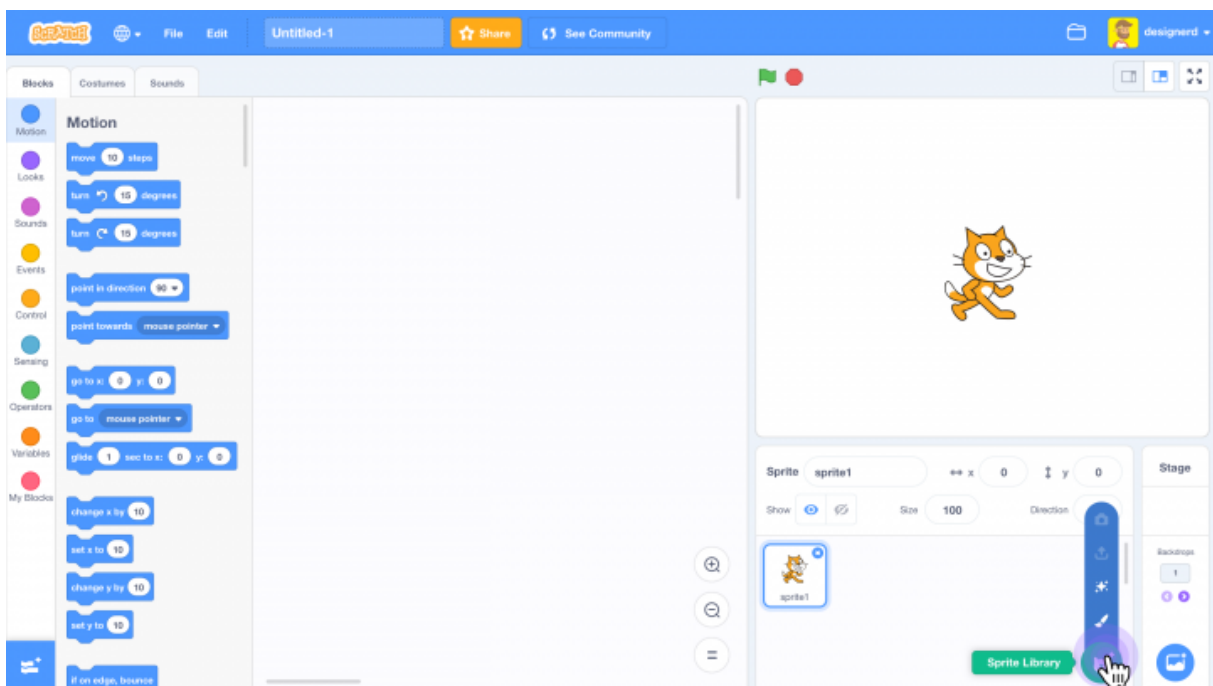 SCRATCH File Edit Untitled-1 Share See Community designerd
Blocks Costumes Sounds
Motion
Looks
Sounds
Events
Control
Sensing
Operators
Variables
My Blocks
Motion
move 10 steps
turn 15 degrees
turn 15 degrees
point in direction 90
point towards mouse pointer
go to x: 0 y: 0
go to mouse pointer
glide 1 sec to x: 0 y: 0
change x by 10
set x to 10
change y by 10
set y to 10
if on edge, bounce
Sprite sprite1 x 0 y 0
Show Size 100 Direction
sprite1
Sprite Library
Stage
Backdrops
1